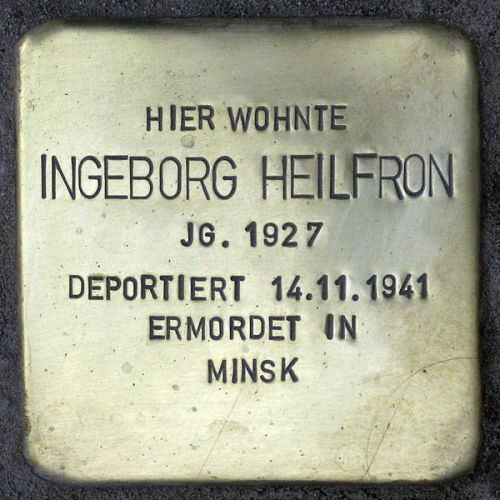 HIER WOHNTE
INGEBORG HEILFRON
JG. 1927
DEPORTIERT 14.11.1941
ERMORDET IN
MINSK